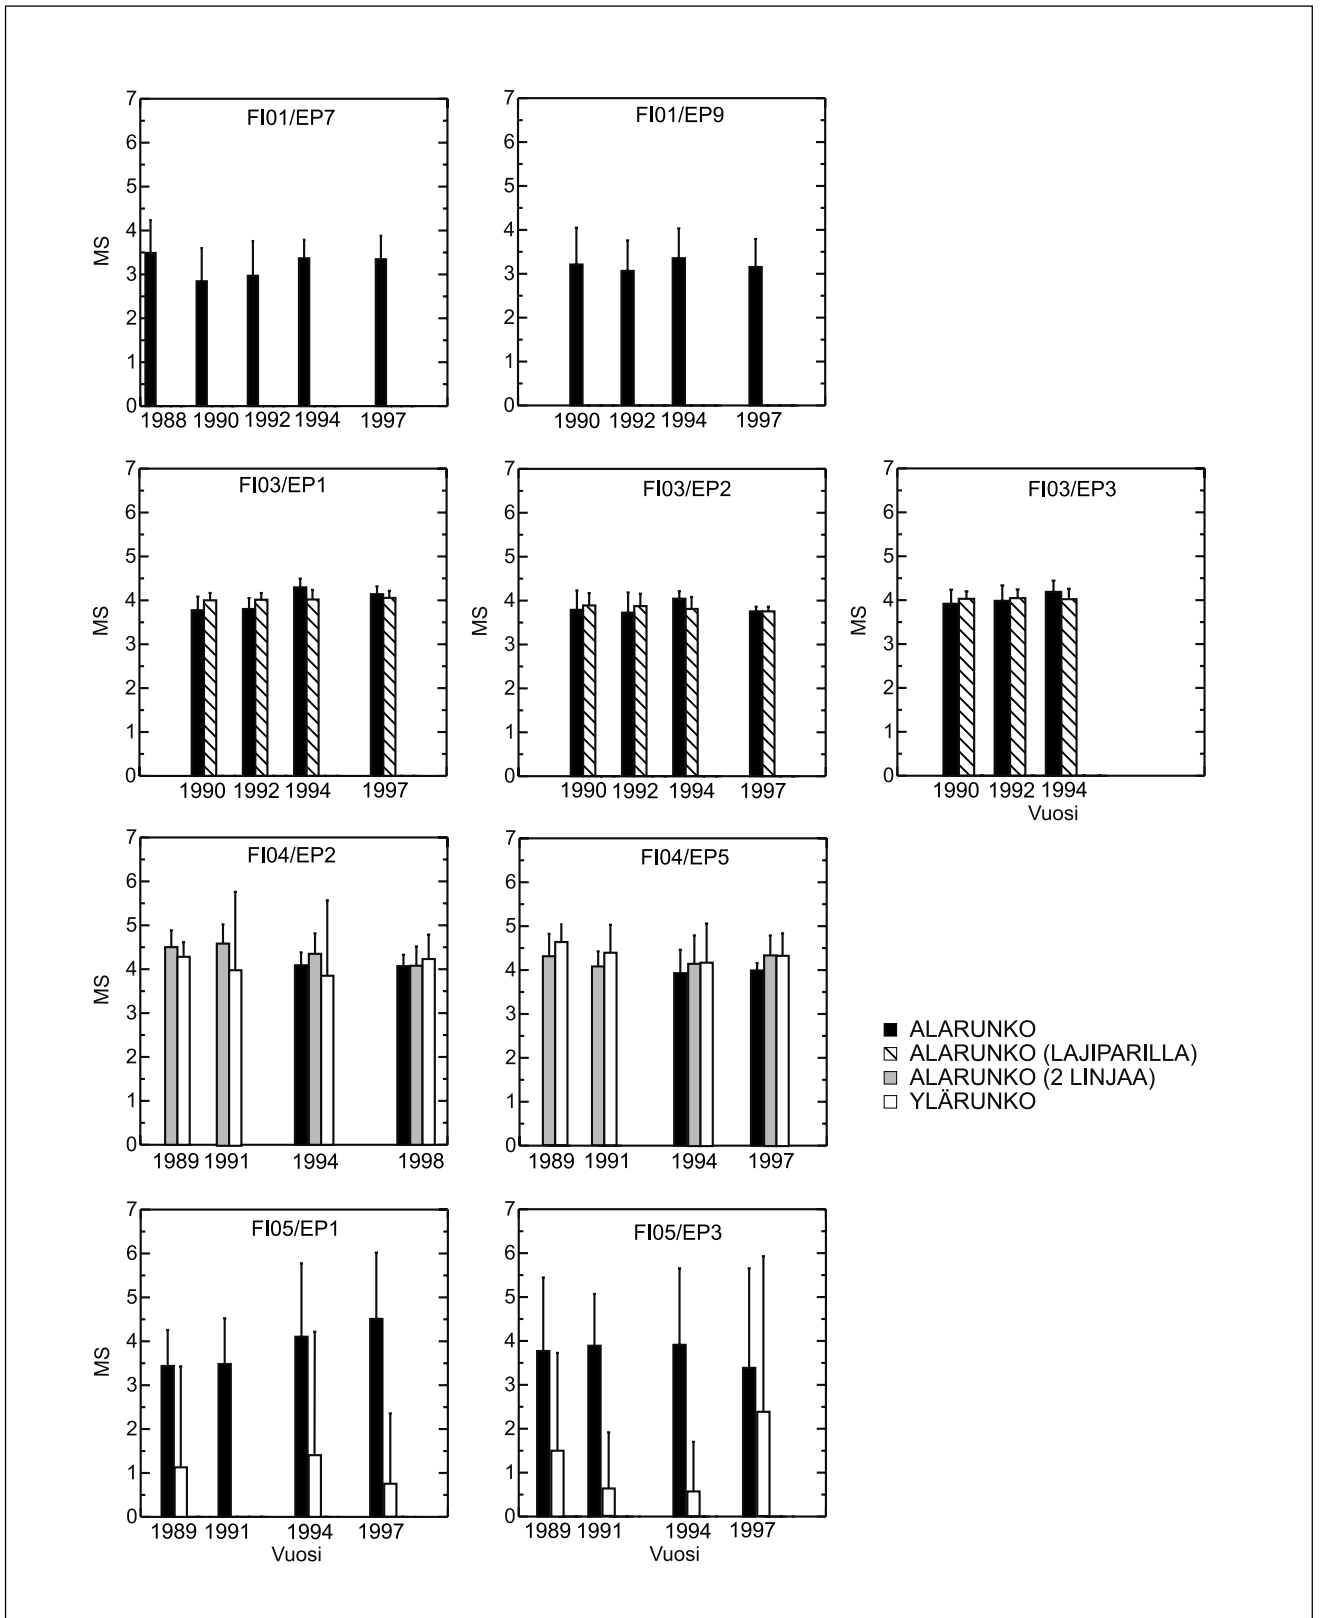 FI01/EP7
7
6
5
4
3
2
1
0
MS
1988 1990 1992 1994 1997
FI01/EP9
7
6
5
4
3
2
1
0
1990 1992 1994 1997
FI03/EP1
7
6
5
4
3
2
1
0
MS
1990 1992 1994 1997
FI03/EP2
7
6
5
4
3
2
1
0
MS
1990 1992 1994 1997
FI03/EP3
7
6
5
4
3
2
1
0
MS
1990 1992 1994
Vuosi
FI04/EP2
7
6
5
4
3
2
1
0
MS
1989 1991 1994 1998
FI04/EP5
7
6
5
4
3
2
1
0
1989 1991 1994 1997
ALARUNKO
ALARUNKO (LAJIPARILLA)
ALARUNKO (2 LINJAA)
YLÄRUNKO
FI05/EP1
7
6
5
4
3
2
1
0
MS
1989 1991 1994 1997
Vuosi
FI05/EP3
7
6
5
4
3
2
1
0
1989 1991 1994 1997
Vuosi